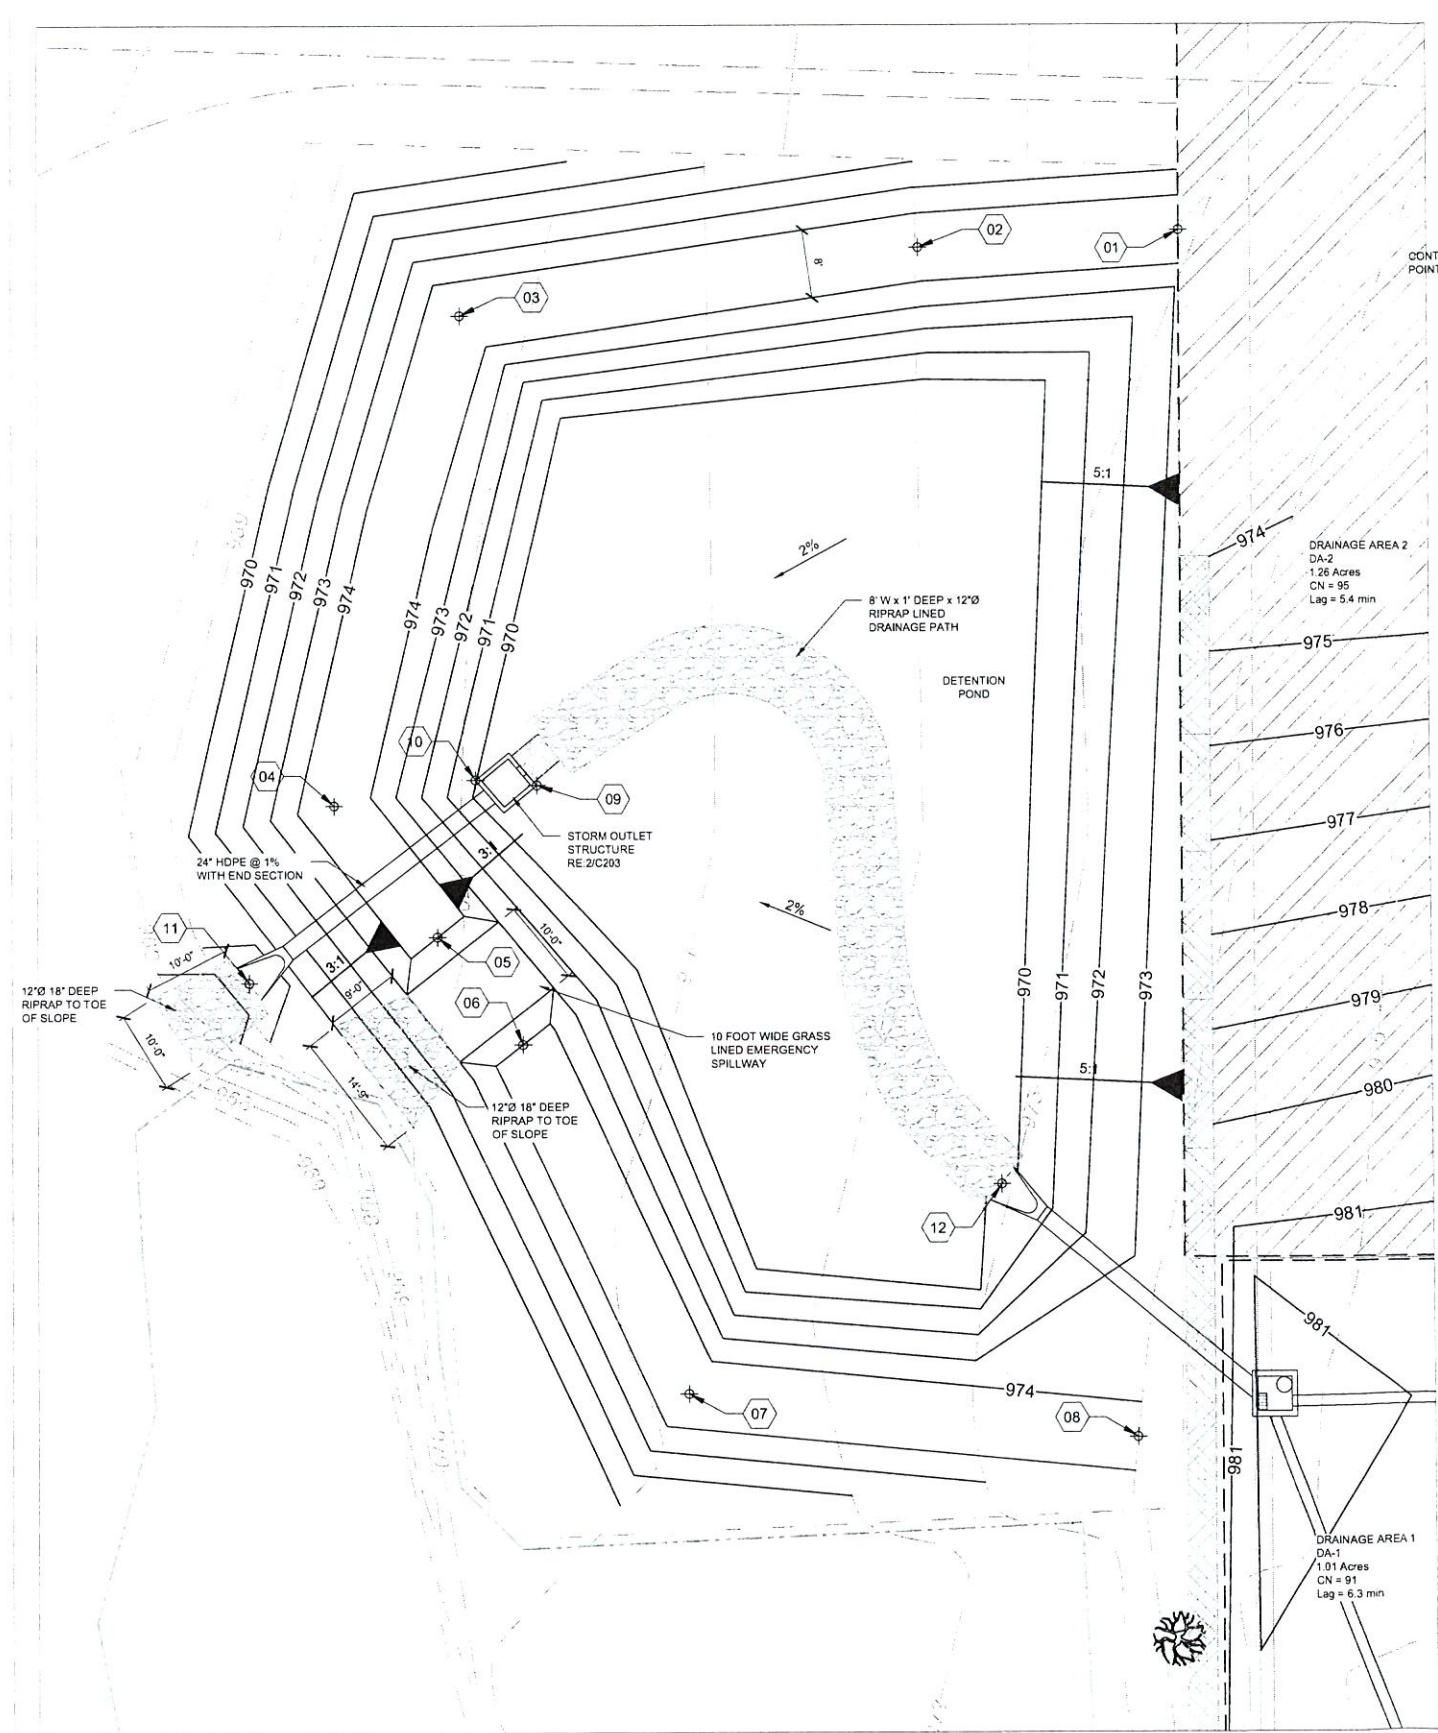 02
01
CONT
POINT
8'
03
5:1
974
DRAINAGE AREA 2
DA-2
1.26 Acres
CN = 95
Lag = 5.4 min
970
971
972
973
974
974
973
972
971
970
2%
8' W x 1' DEEP x 12"Ø
RIPRAP LINED
DRAINAGE PATH
975
DETENTION
POND
976
10
04
09
977
STORM OUTLET
STRUCTURE
RE:2/C203
24" HDPE @ 1%
WITH END SECTION
3:1
2%
978
11
10'-0"
05
10'-0"
3:1
9'-0"
970
971
972
973
979
12"Ø 18" DEEP
RIPRAP TO TOE
OF SLOPE
06
10'-0"
10 FOOT WIDE GRASS
LINED EMERGENCY
SPILLWAY
14'-9"
5:1
980
12"Ø 18" DEEP
RIPRAP TO TOE
OF SLOPE
12
981
981
974
07
08
981
DRAINAGE AREA 1
DA-1
1.01 Acres
CN = 91
Lag = 6.3 min